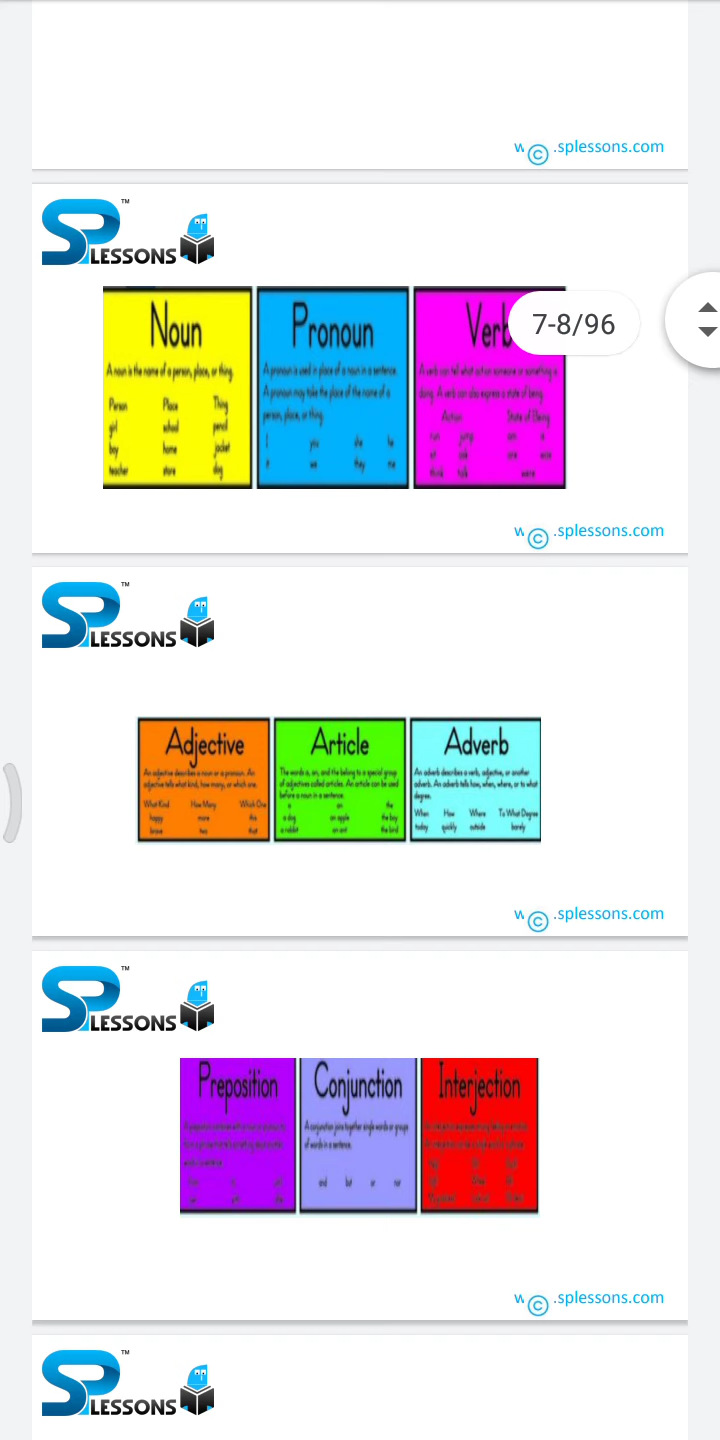 w © .splessons.com
SP LESSONS ™
Noun
A noun is the name of a person, place, or thing.
Person Place Thing
girl school pencil
boy home jacket
teacher store dog
Pronoun
A pronoun is used in place of a noun in a sentence.
A pronoun may take the place of the name of a
person, place, or thing.
I you she he
it we they me
Verb
A verb can tell what action someone or something is
doing. A verb can also express a state of being.
Action State of Being
run jump am is
sit ask are was
think talk were
7-8/96
w © .splessons.com
SP LESSONS ™
Adjective
An adjective describes a noun or a pronoun. An
adjective tells what kind, how many, or which one.
What Kind How Many Which One
happy more this
brave two that
Article
The words a, an, and the belong to a special group
of adjectives called articles. An article can be used
before a noun in a sentence.
a an the
a dog an apple the boy
a rabbit an ant the bird
Adverb
An adverb describes a verb, adjective, or another
adverb. An adverb tells how, when, where, or to what
degree.
When How Where To What Degree
today quickly outside barely
w © .splessons.com
SP LESSONS ™
Preposition
Conjunction
A conjunction joins together single words or groups
of words in a sentence.
and but or nor
Interjection
w © .splessons.com
SP LESSONS ™